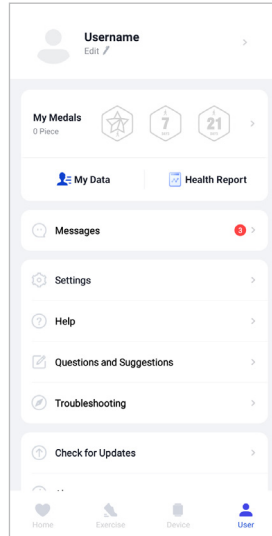 Username
Edit
My Medals
0 Piece
7
21
My Data
Health Report
Messages
3
Settings
Help
Questions and Suggestions
Troubleshooting
Check for Updates
Home
Exercise
Device
User